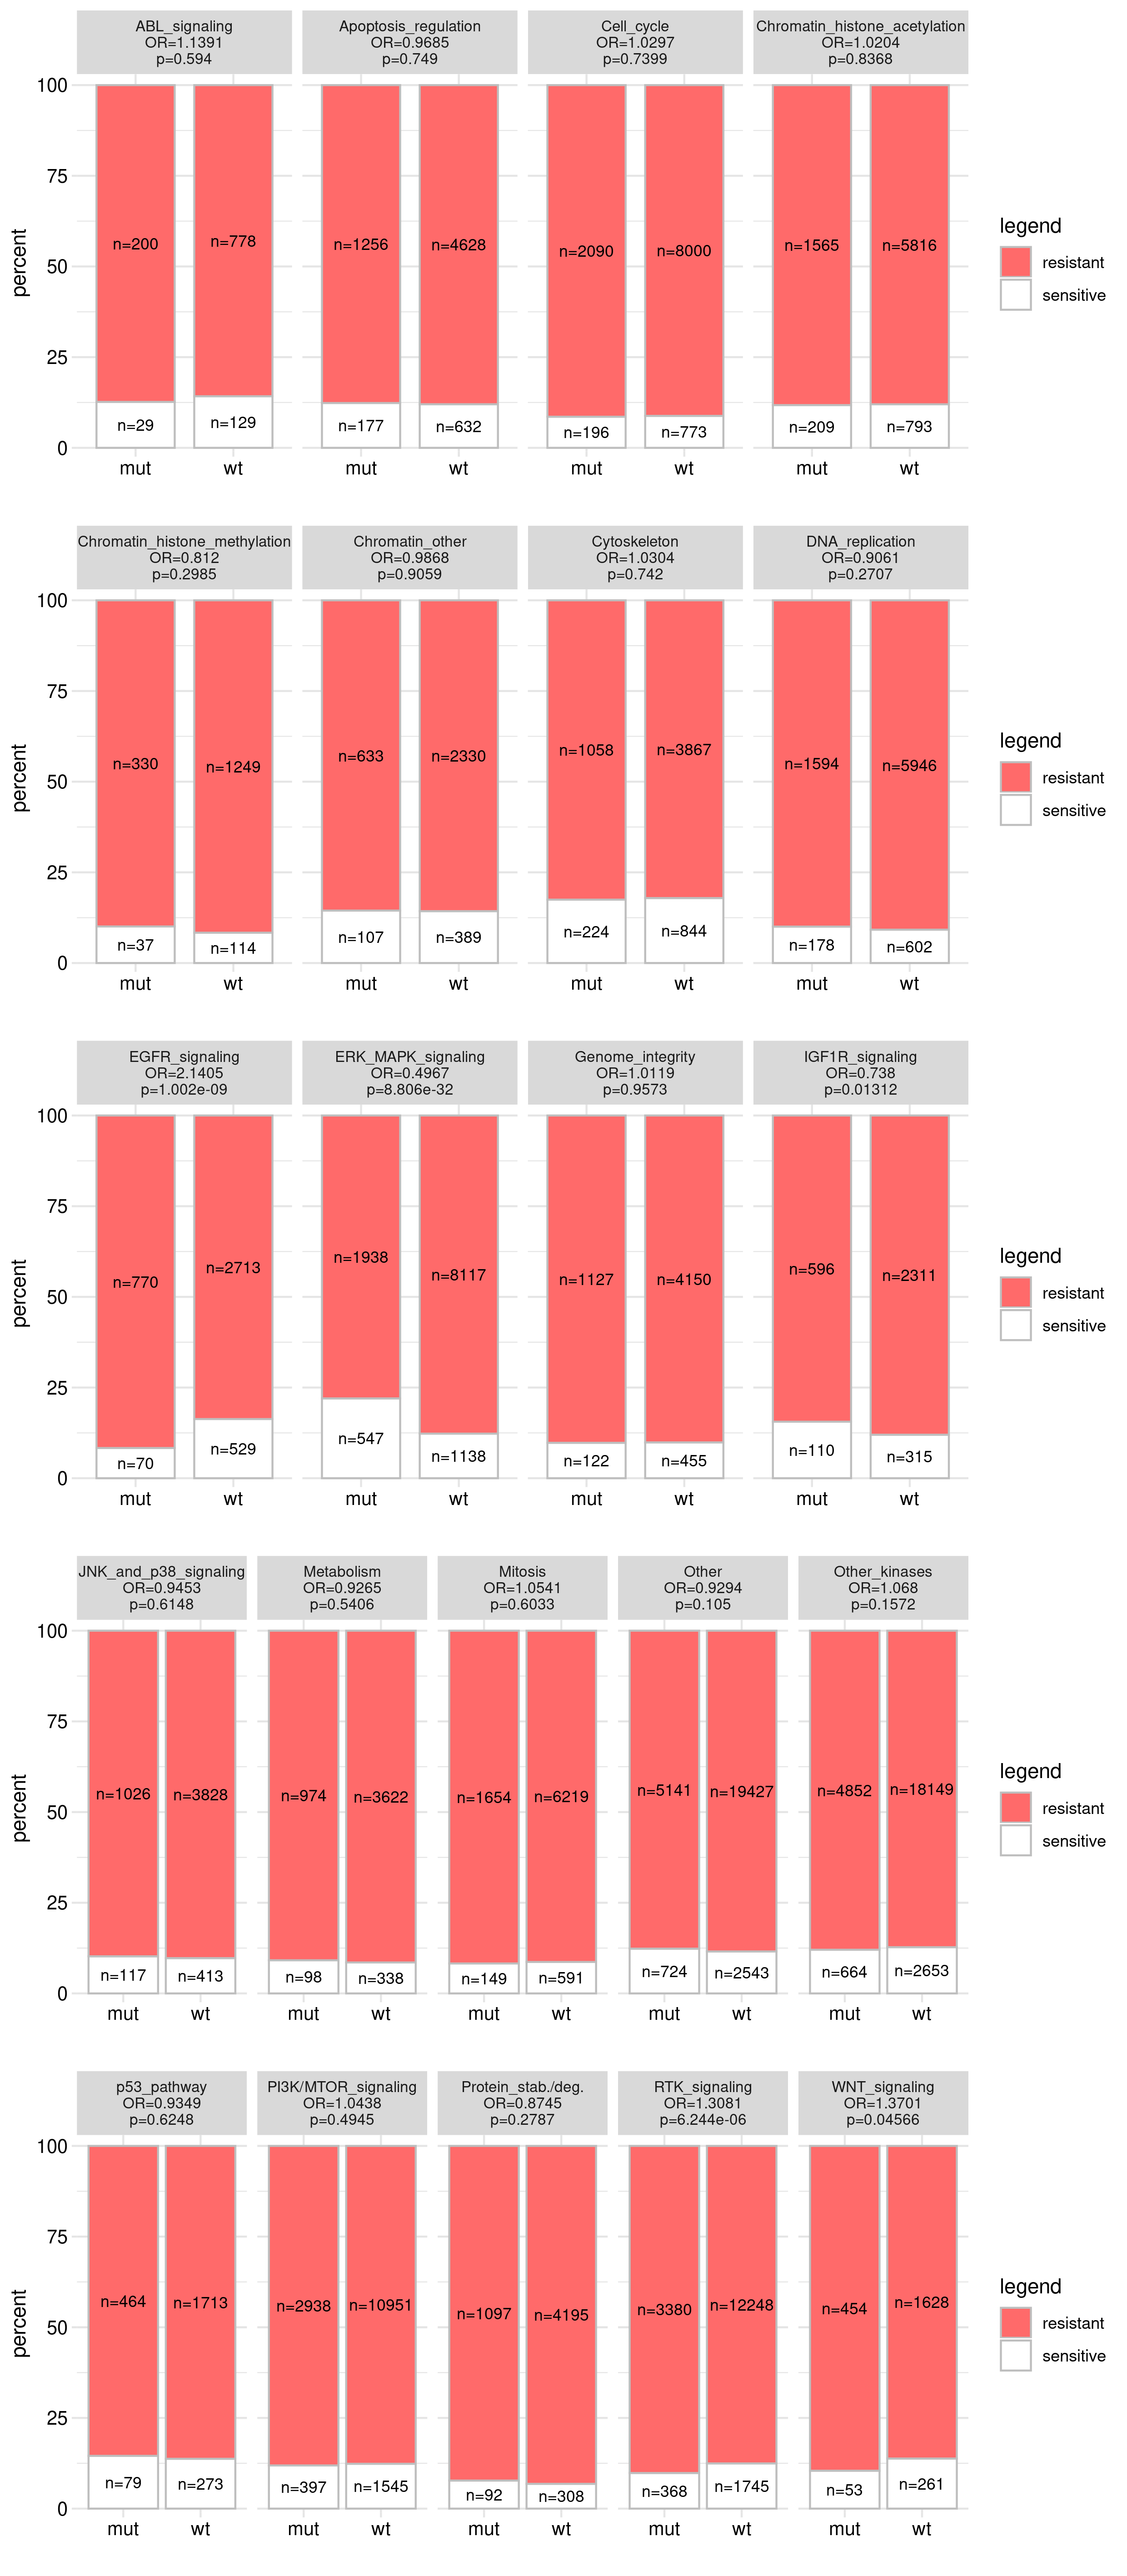 ABL_signaling
OR=1.1391
p=0.594
Apoptosis_regulation
OR=0.9685
p=0.749
Cell_cycle
OR=1.0297
p=0.7399
Chromatin_histone_acetylation
OR=1.0204
p=0.8368
100
75
50
25
0
percent
n=200
n=778
n=1256
n=4628
n=2090
n=8000
n=1565
n=5816
n=29
n=129
n=177
n=632
n=196
n=773
n=209
n=793
mut
wt
mut
wt
mut
wt
mut
wt
legend
resistant
sensitive
Chromatin_histone_methylation
OR=0.812
p=0.2985
Chromatin_other
OR=0.9868
p=0.9059
Cytoskeleton
OR=1.0304
p=0.742
DNA_replication
OR=0.9061
p=0.2707
100
75
50
25
0
percent
n=330
n=1249
n=633
n=2330
n=1058
n=3867
n=1594
n=5946
n=37
n=114
n=107
n=389
n=224
n=844
n=178
n=602
mut
wt
mut
wt
mut
wt
mut
wt
legend
resistant
sensitive
EGFR_signaling
OR=2.1405
p=1.002e-09
ERK_MAPK_signaling
OR=0.4967
p=8.806e-32
Genome_integrity
OR=1.0119
p=0.9573
IGF1R_signaling
OR=0.738
p=0.01312
100
75
50
25
0
percent
n=770
n=2713
n=1938
n=8117
n=1127
n=4150
n=596
n=2311
n=70
n=529
n=547
n=1138
n=122
n=455
n=110
n=315
mut
wt
mut
wt
mut
wt
mut
wt
legend
resistant
sensitive
JNK_and_p38_signaling
OR=0.9453
p=0.6148
Metabolism
OR=0.9265
p=0.5406
Mitosis
OR=1.0541
p=0.6033
Other
OR=0.9294
p=0.105
Other_kinases
OR=1.068
p=0.1572
100
75
50
25
0
percent
n=1026
n=3828
n=974
n=3622
n=1654
n=6219
n=5141
n=19427
n=4852
n=18149
n=117
n=413
n=98
n=338
n=149
n=591
n=724
n=2543
n=664
n=2653
mut
wt
mut
wt
mut
wt
mut
wt
mut
wt
legend
resistant
sensitive
p53_pathway
OR=0.9349
p=0.6248
PI3K/MTOR_signaling
OR=1.0438
p=0.4945
Protein_stab./deg.
OR=0.8745
p=0.2787
RTK_signaling
OR=1.3081
p=6.244e-06
WNT_signaling
OR=1.3701
p=0.04566
100
75
50
25
0
percent
n=464
n=1713
n=2938
n=10951
n=1097
n=4195
n=3380
n=12248
n=454
n=1628
n=79
n=273
n=397
n=1545
n=92
n=308
n=368
n=1745
n=53
n=261
mut
wt
mut
wt
mut
wt
mut
wt
mut
wt
legend
resistant
sensitive